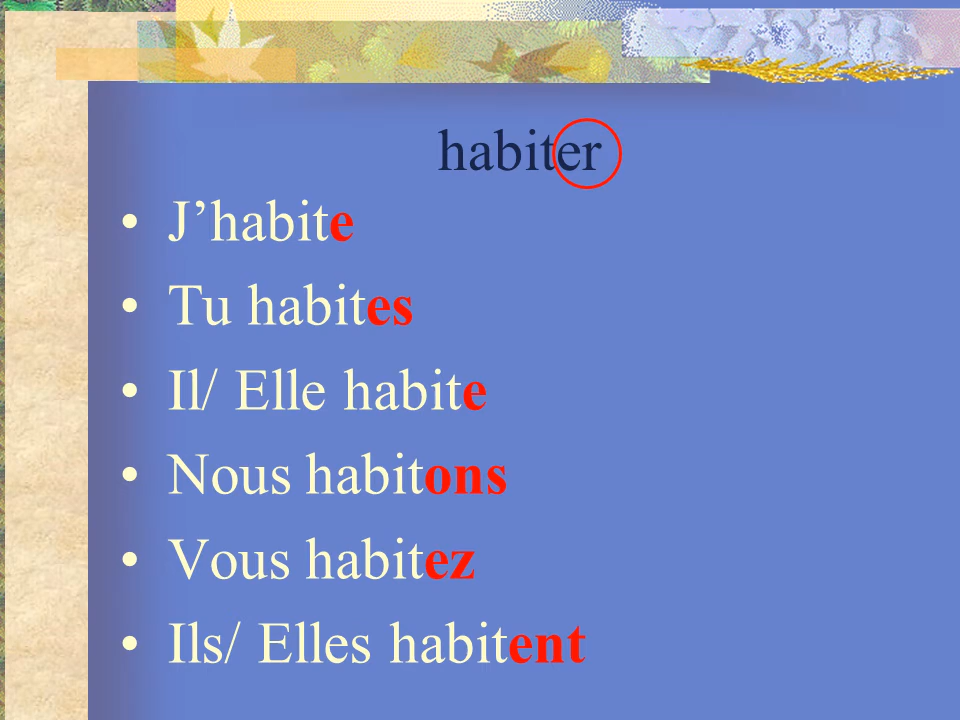 habiter
• J’habite
• Tu habites
• Il/ Elle habite
• Nous habitons
• Vous habitez
• Ils/ Elles habitent